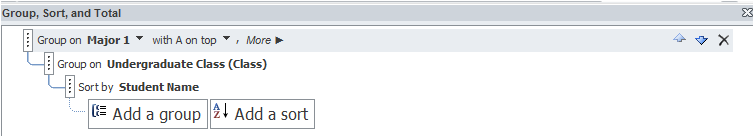 Group, Sort, and Total
Group on Major 1 with A on top , More
Group on Undergraduate Class (Class)
Sort by Student Name
Add a group A Z Add a sort